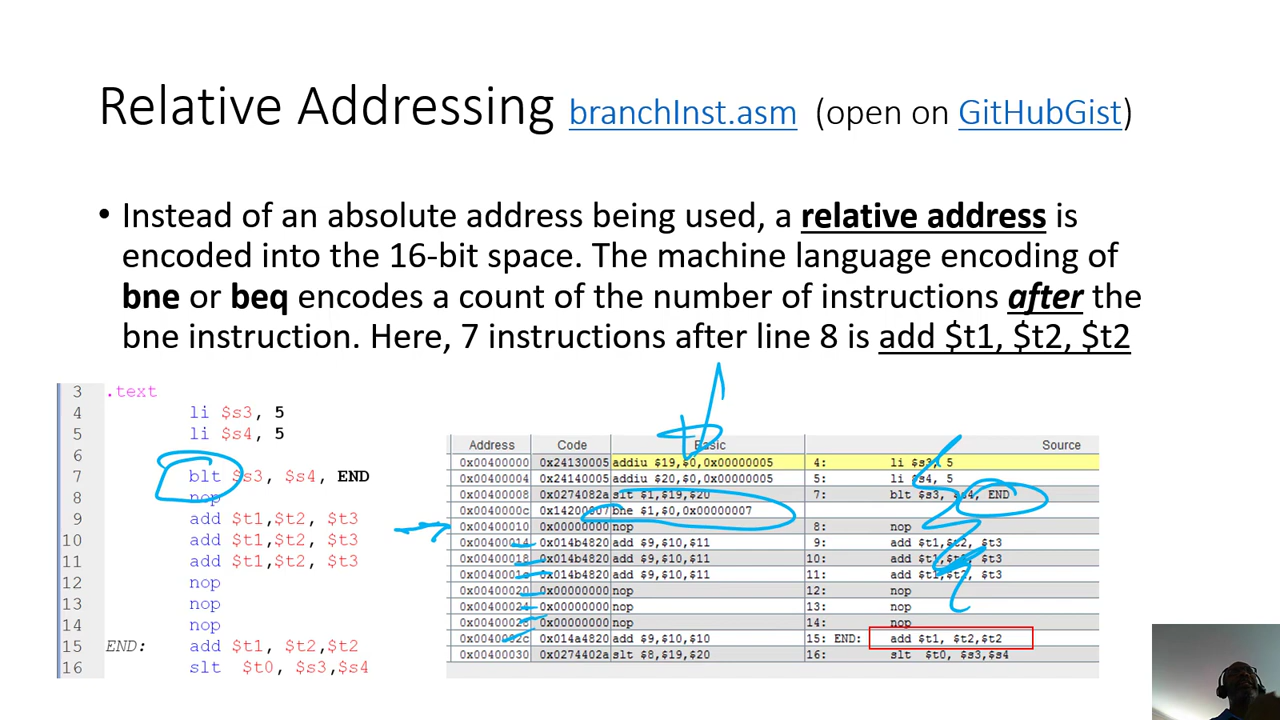 Relative Addressing branchInst.asm (open on GitHubGist)
• Instead of an absolute address being used, a relative address is
encoded into the 16-bit space. The machine language encoding of
bne or beq encodes a count of the number of instructions after the
bne instruction. Here, 7 instructions after line 8 is add $t1, $t2, $t2
3 .text
4 li $s3, 5
5 li $s4, 5
6
7 blt $s3, $s4, END
8 nop
9 add $t1,$t2, $t3
10 add $t1,$t2, $t3
11 add $t1,$t2, $t3
12 nop
13 nop
14 nop
15 END: add $t1, $t2,$t2
16 slt $t0, $s3,$s4
Address Code Basic Source
0x00400000 0x24130005 addiu $19,$0,0x00000005 4: li $s3, 5
0x00400004 0x24140005 addiu $20,$0,0x00000005 5: li $s4, 5
0x00400008 0x0274082a slt $1,$19,$20 7: blt $s3, $s4, END
0x0040000c 0x14200007 bne $1,$0,0x00000007
0x00400010 0x00000000 nop 8: nop
0x00400014 0x014b4820 add $9,$10,$11 9: add $t1,$t2, $t3
0x00400018 0x014b4820 add $9,$10,$11 10: add $t1,$t2, $t3
0x0040001c 0x014b4820 add $9,$10,$11 11: add $t1,$t2, $t3
0x00400020 0x00000000 nop 12: nop
0x00400024 0x00000000 nop 13: nop
0x00400028 0x00000000 nop 14: nop
0x0040002c 0x014a4820 add $9,$10,$10 15: END: add $t1, $t2,$t2
0x00400030 0x0274402a slt $8,$19,$20 16: slt $t0, $s3,$s4